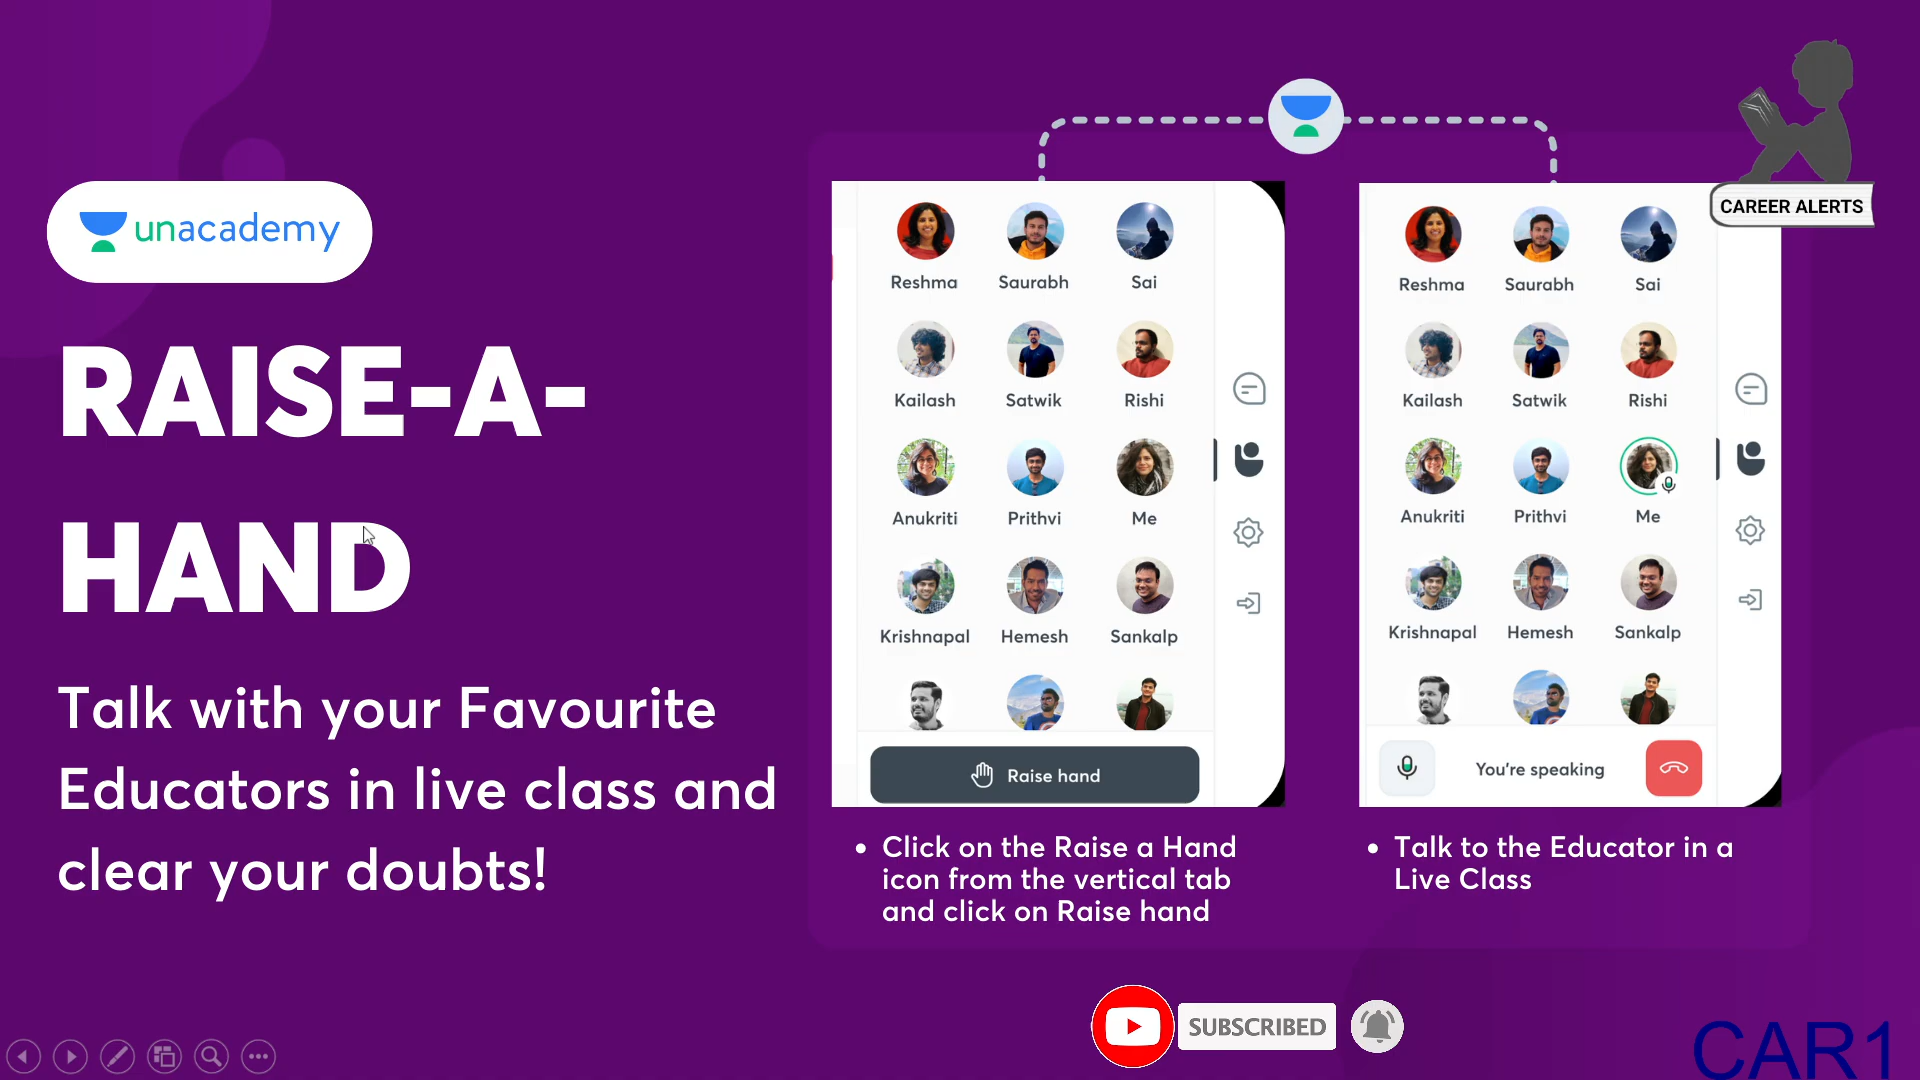 unacademy
RAISE-A-
HAND
Talk with your Favourite
Educators in live class and
clear your doubts!
Reshma Saurabh Sai
Kailash Satwik Rishi
Anukriti Prithvi Me
Krishnapal Hemesh Sankalp
Raise hand
Click on the Raise a Hand
icon from the vertical tab
and click on Raise hand
CAREER ALERTS
Reshma Saurabh Sai
Kailash Satwik Rishi
Anukriti Prithvi Me
Krishnapal Hemesh Sankalp
You're speaking
Talk to the Educator in a
Live Class
SUBSCRIBED
CAR1